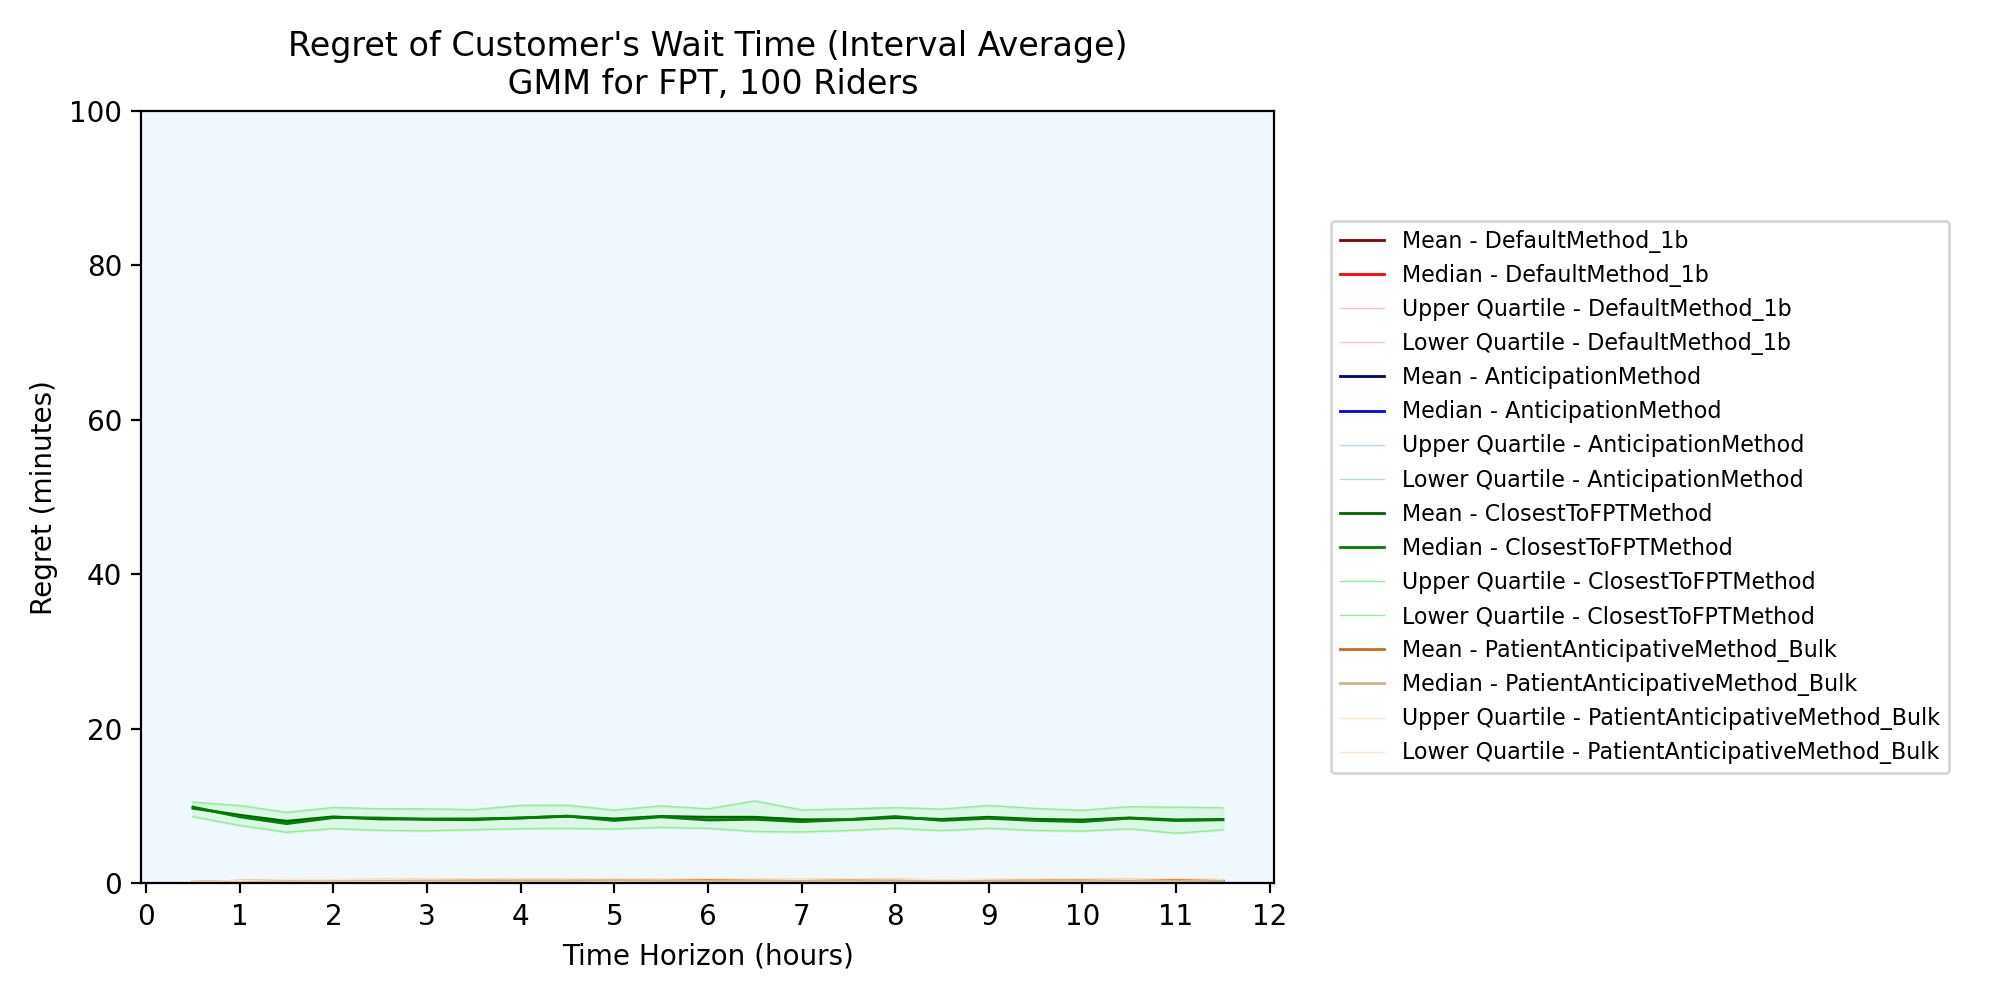 Regret of Customer's Wait Time (Interval Average)
GMM for FPT, 100 Riders
100
80
60
40
20
0
Regret (minutes)
0 1 2 3 4 5 6 7 8 9 10 11 12
Time Horizon (hours)
Mean - DefaultMethod_1b
Median - DefaultMethod_1b
Upper Quartile - DefaultMethod_1b
Lower Quartile - DefaultMethod_1b
Mean - AnticipationMethod
Median - AnticipationMethod
Upper Quartile - AnticipationMethod
Lower Quartile - AnticipationMethod
Mean - ClosestToFPTMethod
Median - ClosestToFPTMethod
Upper Quartile - ClosestToFPTMethod
Lower Quartile - ClosestToFPTMethod
Mean - PatientAnticipativeMethod_Bulk
Median - PatientAnticipativeMethod_Bulk
Upper Quartile - PatientAnticipativeMethod_Bulk
Lower Quartile - PatientAnticipativeMethod_Bulk